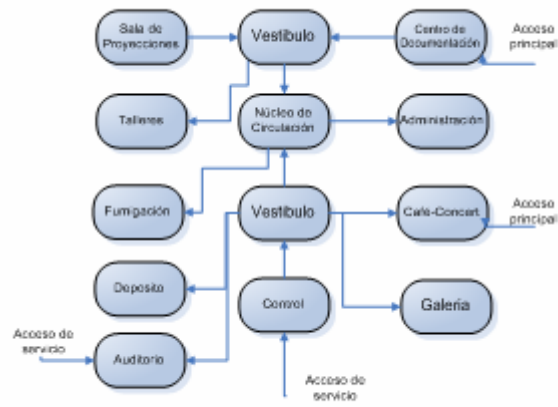 Sala de
Proyecciones
Vestíbulo
Centro de
Documentación
Acceso
principal
Talleres
Núcleo de
Circulación
Administración
Fumigación
Vestíbulo
Café-Concert
Acceso
principal
Deposito
Control
Galeria
Acceso de
servicio
Auditorio
Acceso de
servicio